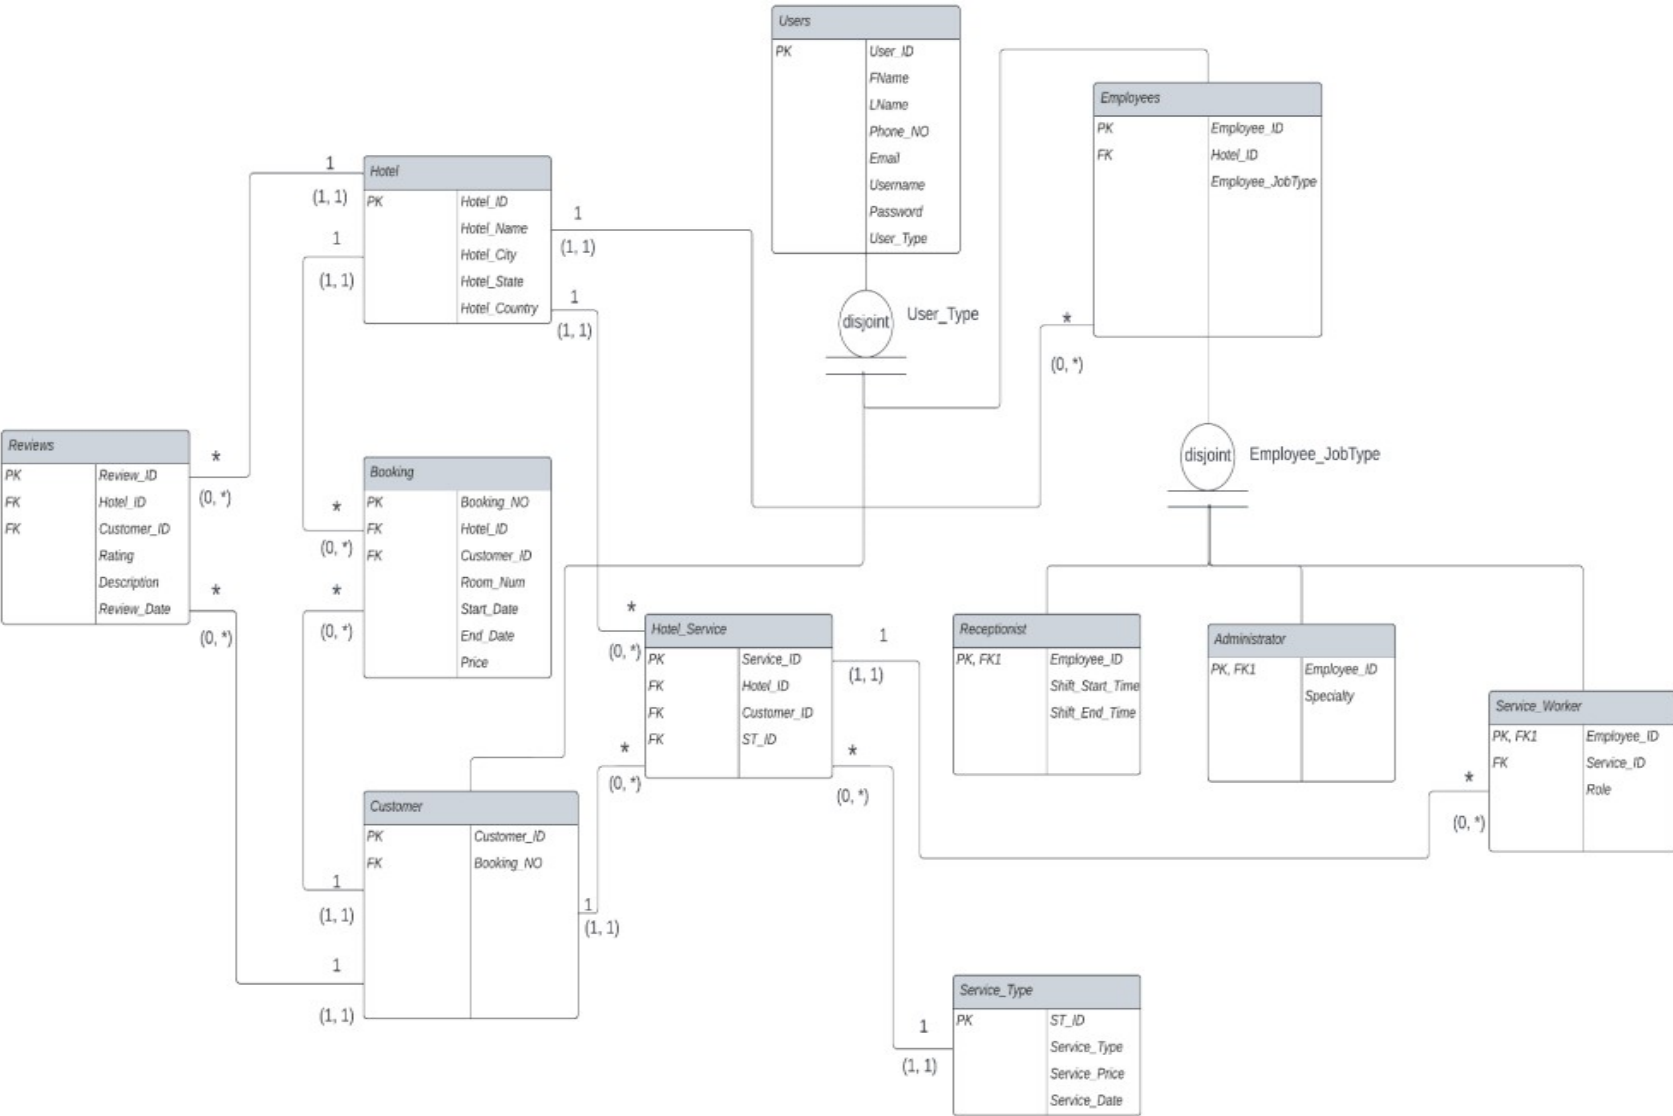 Users
PK User_ID
FName
LName
Phone_NO
Email
Username
Password
User_Type
disjoint User_Type
Employees
PK Employee_ID
FK Hotel_ID
Employee_JobType
disjoint Employee_JobType
Hotel
PK Hotel_ID
Hotel_Name
Hotel_City
Hotel_State
Hotel_Country
1
(1, 1)
1
(1, 1)
1
(1, 1)
1
(1, 1)
*
(0, *)
Reviews
PK Review_ID
FK Hotel_ID
FK Customer_ID
Rating
Description
Review_Date
*
(0, *)
*
(0, *)
Booking
PK Booking_NO
FK Hotel_ID
FK Customer_ID
Room_Num
Start_Date
End_Date
Price
*
(0, *)
*
(0, *)
Hotel_Service
PK Service_ID
FK Hotel_ID
FK Customer_ID
FK ST_ID
*
(0, *)
1
(1, 1)
*
(0, *)
*
(0, *)
Receptionist
PK, FK1 Employee_ID
Shift_Start_Time
Shift_End_Time
Administrator
PK, FK1 Employee_ID
Specialty
Service_Worker
PK, FK1 Employee_ID
FK Service_ID
Role
*
(0, *)
Customer
PK Customer_ID
FK Booking_NO
1
(1, 1)
1
(1, 1)
1
(1, 1)
Service_Type
PK ST_ID
Service_Type
Service_Price
Service_Date
1
(1, 1)